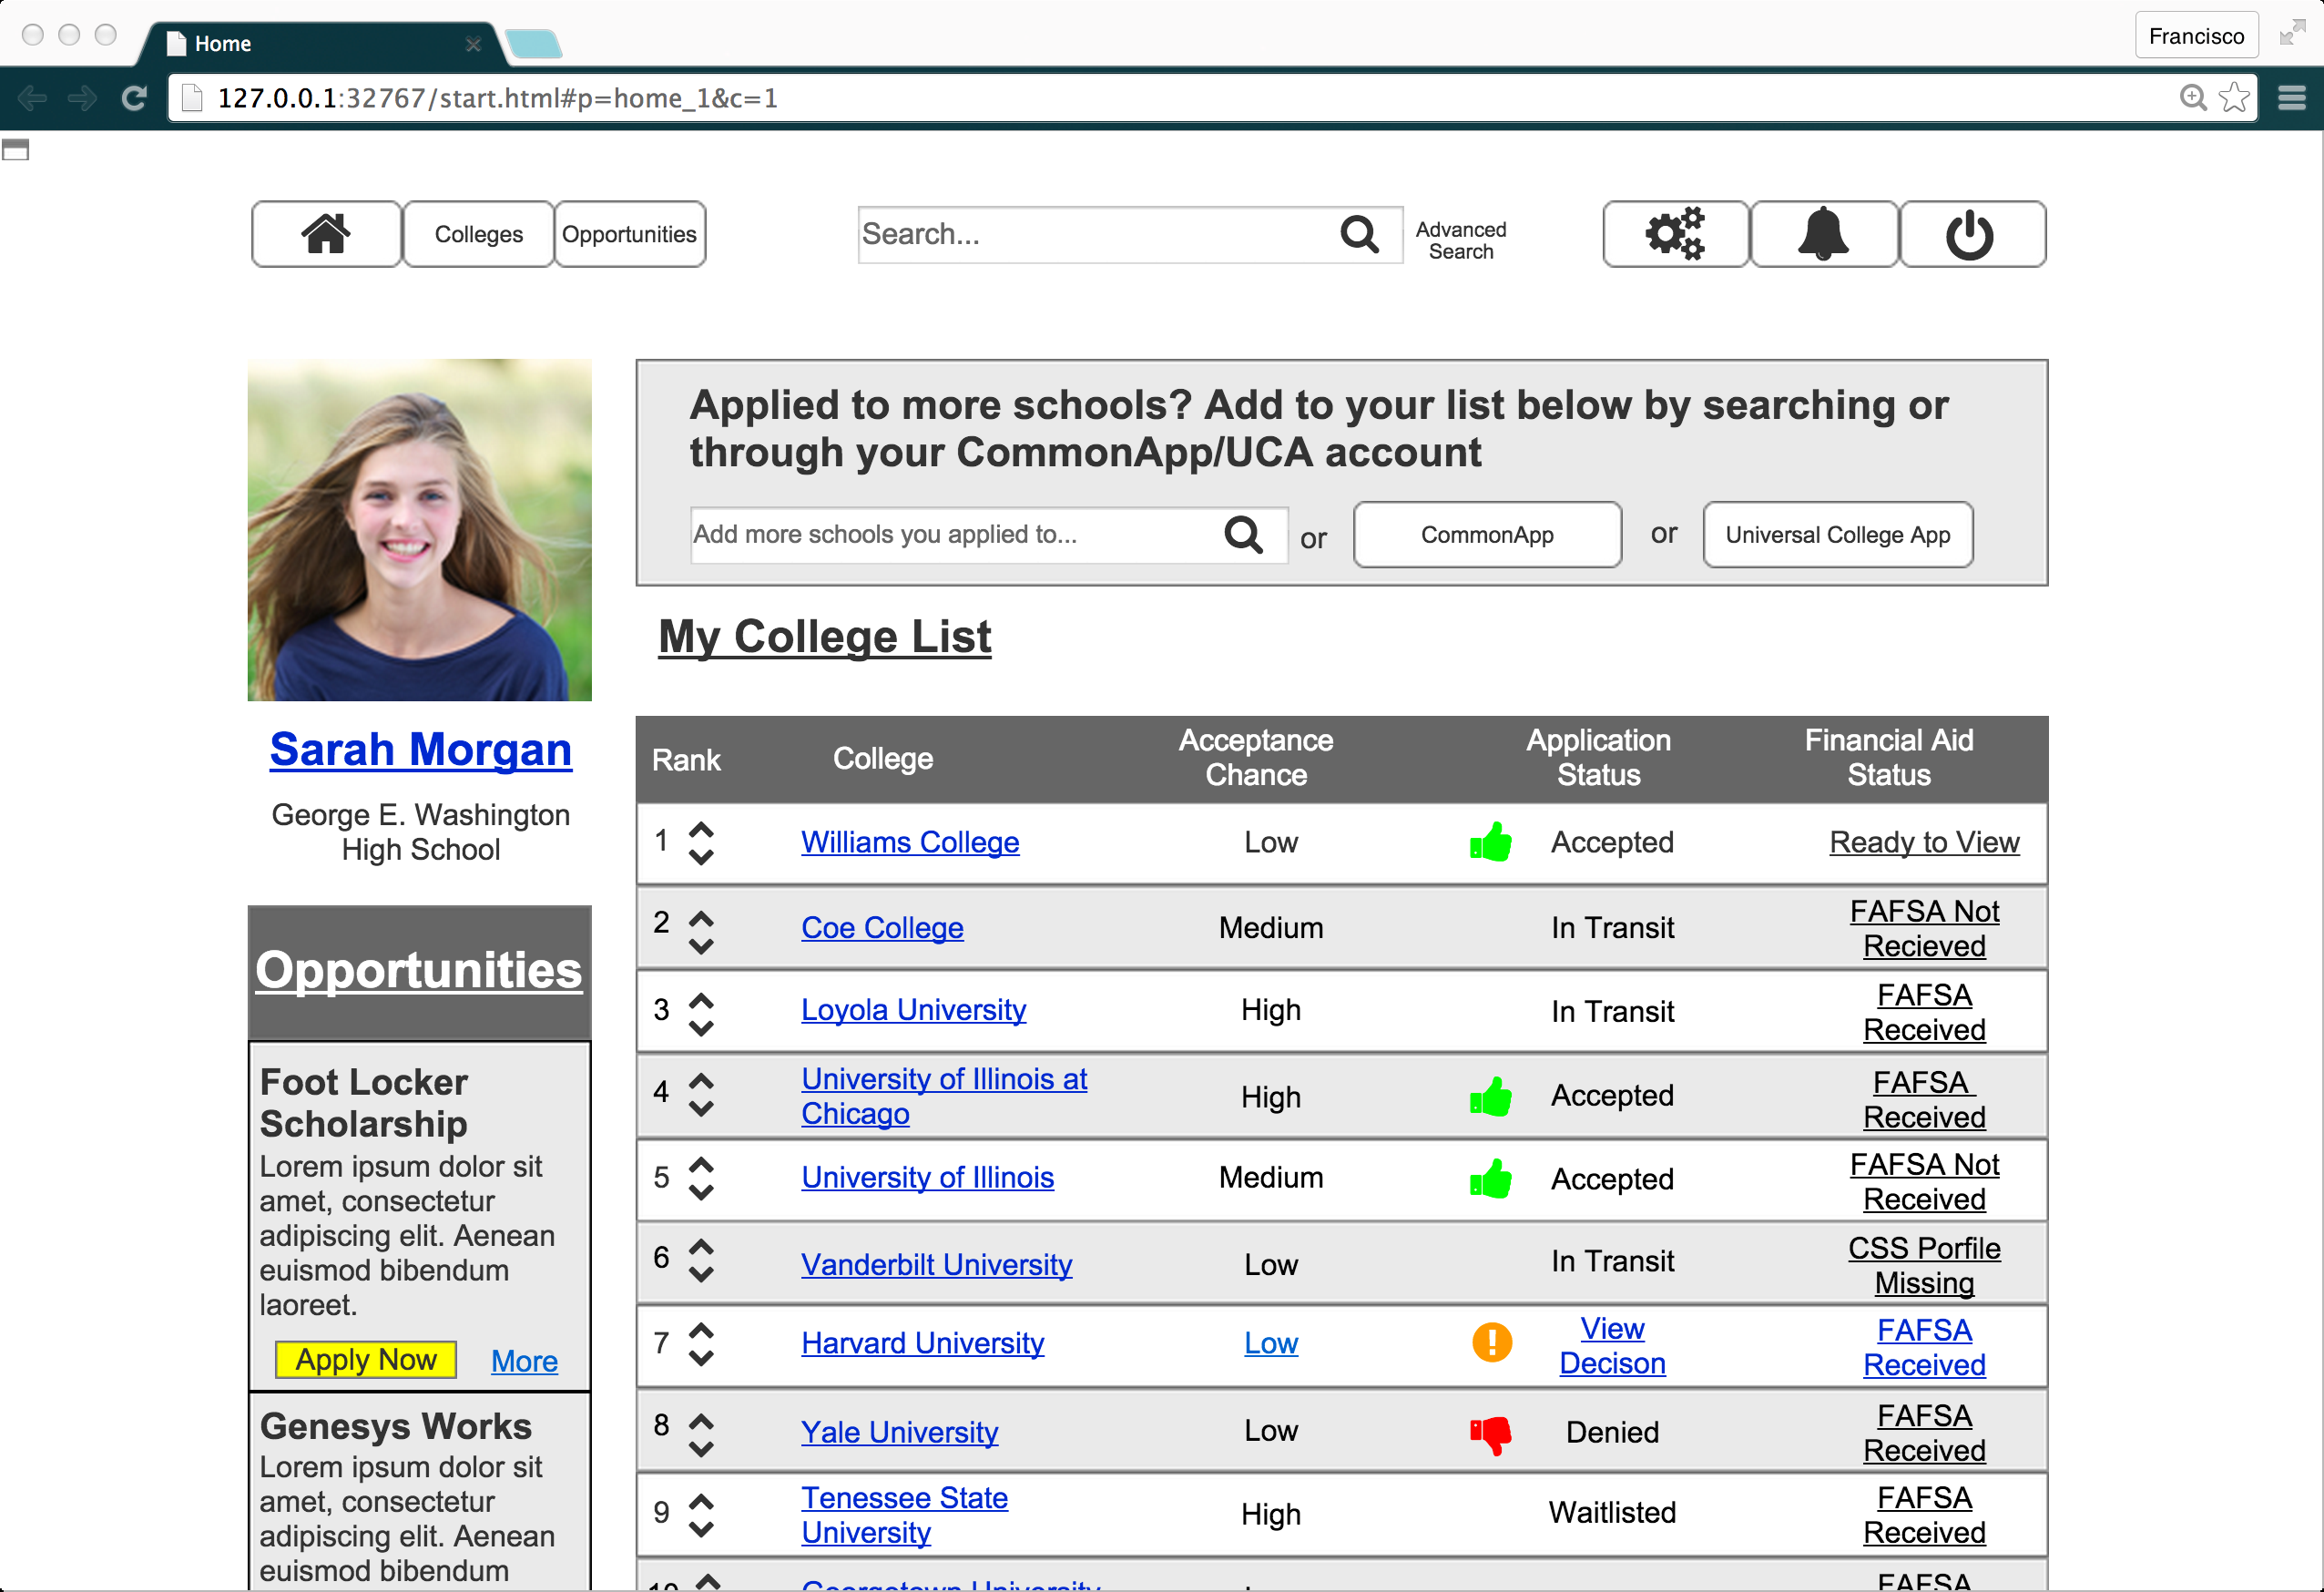 Home
Francisco
127.0.0.1:32767/start.html#p=home_1&c=1
Colleges
Opportunities
Search...
Advanced
Search
Applied to more schools? Add to your list below by searching or
through your CommonApp/UCA account
Add more schools you applied to...
or
CommonApp
or
Universal College App
My College List
Sarah Morgan
George E. Washington
High School
Opportunities
Foot Locker
Scholarship
Lorem ipsum dolor sit
amet, consectetur
adipiscing elit. Aenean
euismod bibendum
laoreet.
Apply Now
More
Genesys Works
Lorem ipsum dolor sit
amet, consectetur
adipiscing elit. Aenean
euismod bibendum
Rank
College
Acceptance
Chance
Application
Status
Financial Aid
Status
1
Williams College
Low
Accepted
Ready to View
2
Coe College
Medium
In Transit
FAFSA Not
Recieved
3
Loyola University
High
In Transit
FAFSA
Received
4
University of Illinois at
Chicago
High
Accepted
FAFSA
Received
5
University of Illinois
Medium
Accepted
FAFSA Not
Received
6
Vanderbilt University
Low
In Transit
CSS Porfile
Missing
7
Harvard University
Low
View
Decison
FAFSA
Received
8
Yale University
Low
Denied
FAFSA
Received
9
Tenessee State
University
High
Waitlisted
FAFSA
Received
10
Georgetown University
FAFSA